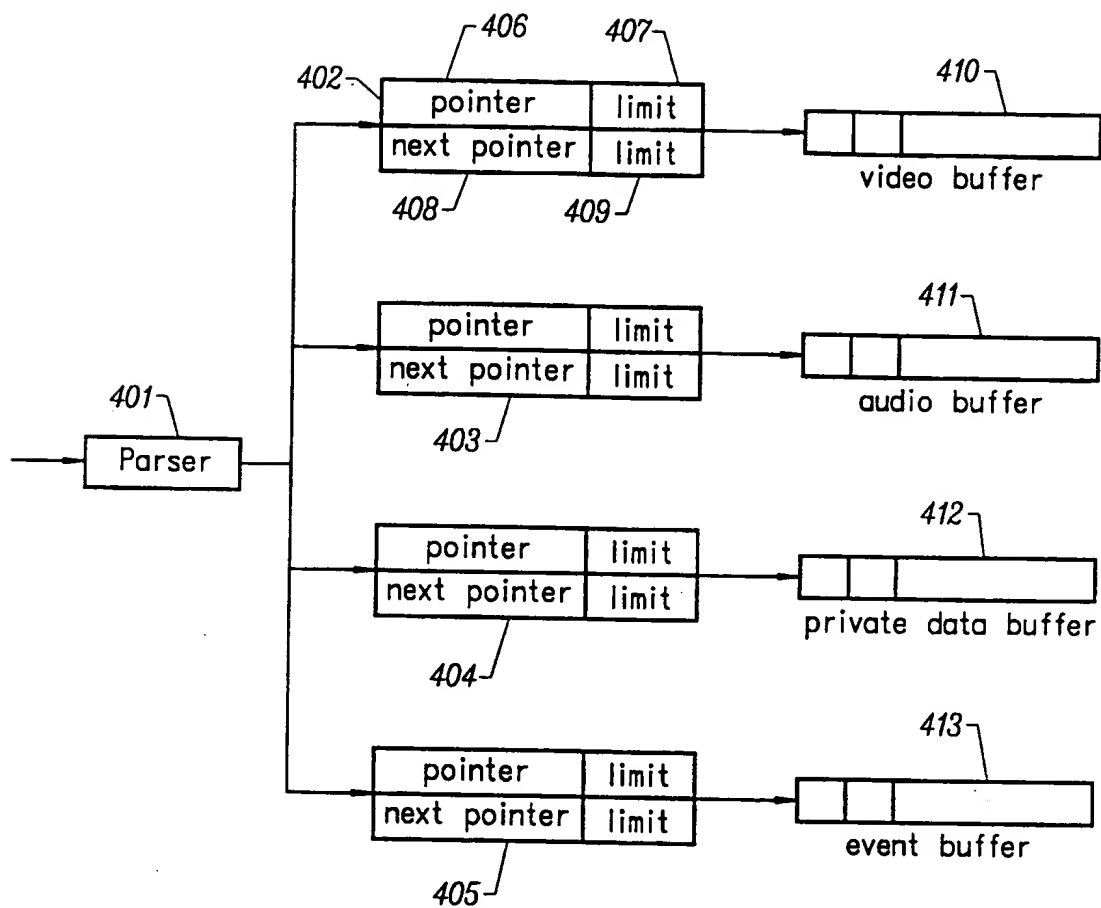 406
407
402
410
pointer
limit
next pointer
limit
video buffer
408
409
411
pointer
limit
next pointer
limit
audio buffer
401
403
Parser
412
pointer
limit
next pointer
limit
private data buffer
404
413
pointer
limit
next pointer
limit
event buffer
405